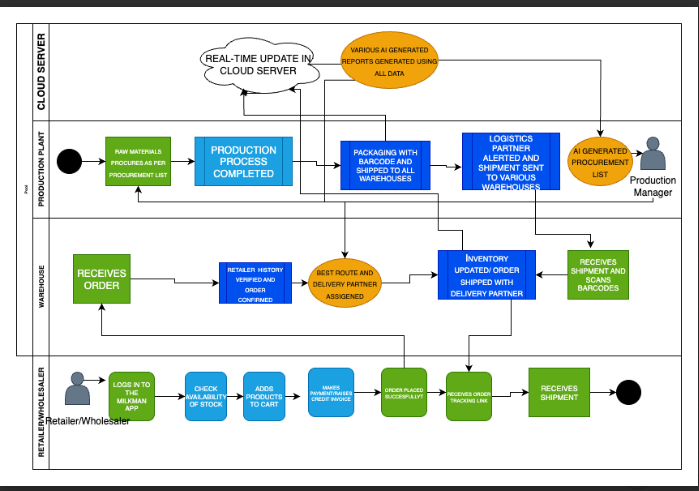 CLOUD SERVER
REAL-TIME UPDATE IN
CLOUD SERVER
VARIOUS AI GENERATED
REPORTS GENERATED USING
ALL DATA
Pool
PRODUCTION PLANT
RAW MATERIALS
PROCURES AS PER
PROCUREMENT LIST
PRODUCTION
PROCESS
COMPLETED
PACKAGING WITH
BARCODE AND
SHIPPED TO ALL
WAREHOUSES
LOGISTICS
PARTNER
ALERTED AND
SHIPMENT SENT
TO VARIOUS
WAREHOUSES
AI GENERATED
PROCUREMENT
LIST
Production
Manager
WAREHOUSE
RECEIVES
ORDER
RETAILER HISTORY
VERIFIED AND
ORDER
CONFIRMED
BEST ROUTE AND
DELIVERY PARTNER
ASSIGENED
INVENTORY
UPDATED/ ORDER
SHIPPED WITH
DELIVERY PARTNER
RECEIVES
SHIPMENT AND
SCANS
BARCODES
RETAILER/WHOLESALER
Retailer/Wholesaler
LOGS IN TO
THE
MILKMAN
APP
CHECK
AVAILABILITY
OF STOCK
ADDS
PRODUCTS
TO CART
MAKES
PAYMENT/RAISES
CREDIT INVOICE
ORDER PLACED
SUCCESFULLYT
RECEIVES ORDER
TRACKING LINK
RECEIVES
SHIPMENT